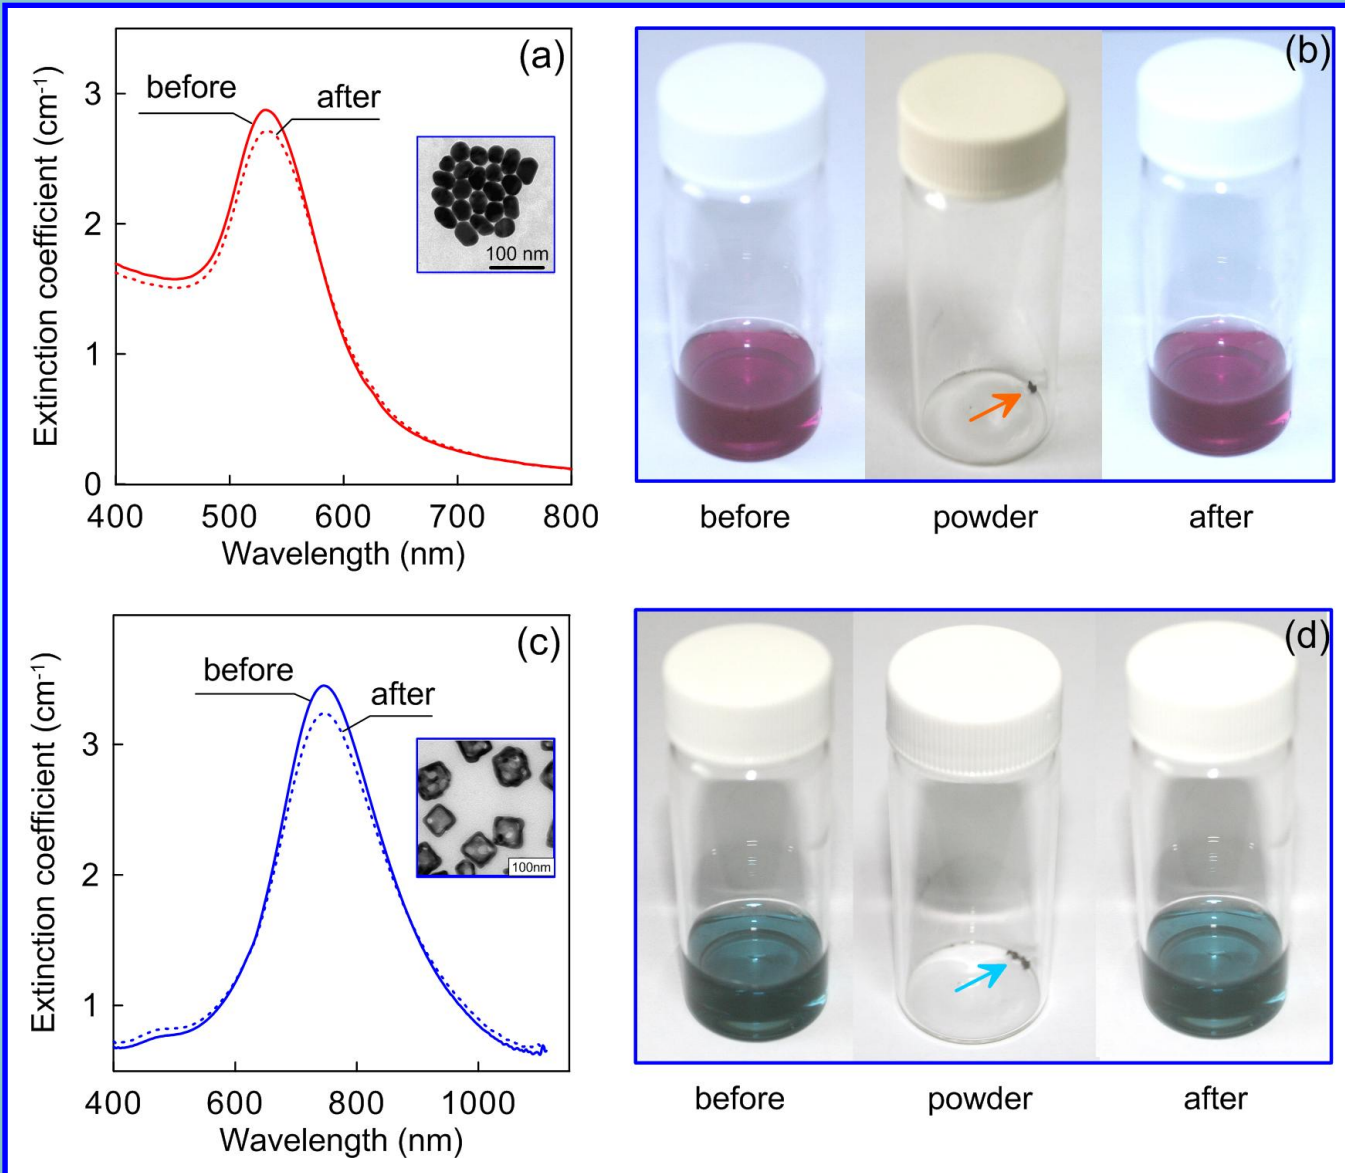 (a)
before
after
100 nm
3
2
1
0
Extinction coefficient (cm-1)
400 500 600 700 800
Wavelength (nm)
(b)
before powder after
(c)
before
after
100nm
3
2
1
Extinction coefficient (cm-1)
400 600 800 1000
Wavelength (nm)
(d)
before powder after